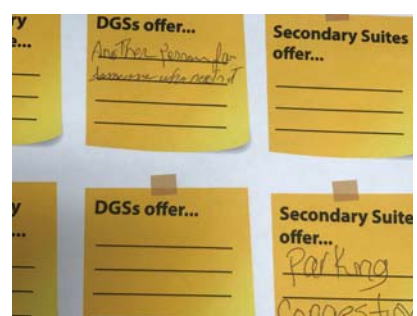 ry
e...
DGSs offer...
Another Person for
someone who needs it
Secondary Suites
offer...
y
...
DGSs offer...
Secondary Suite
offer...
Parking
Congestion